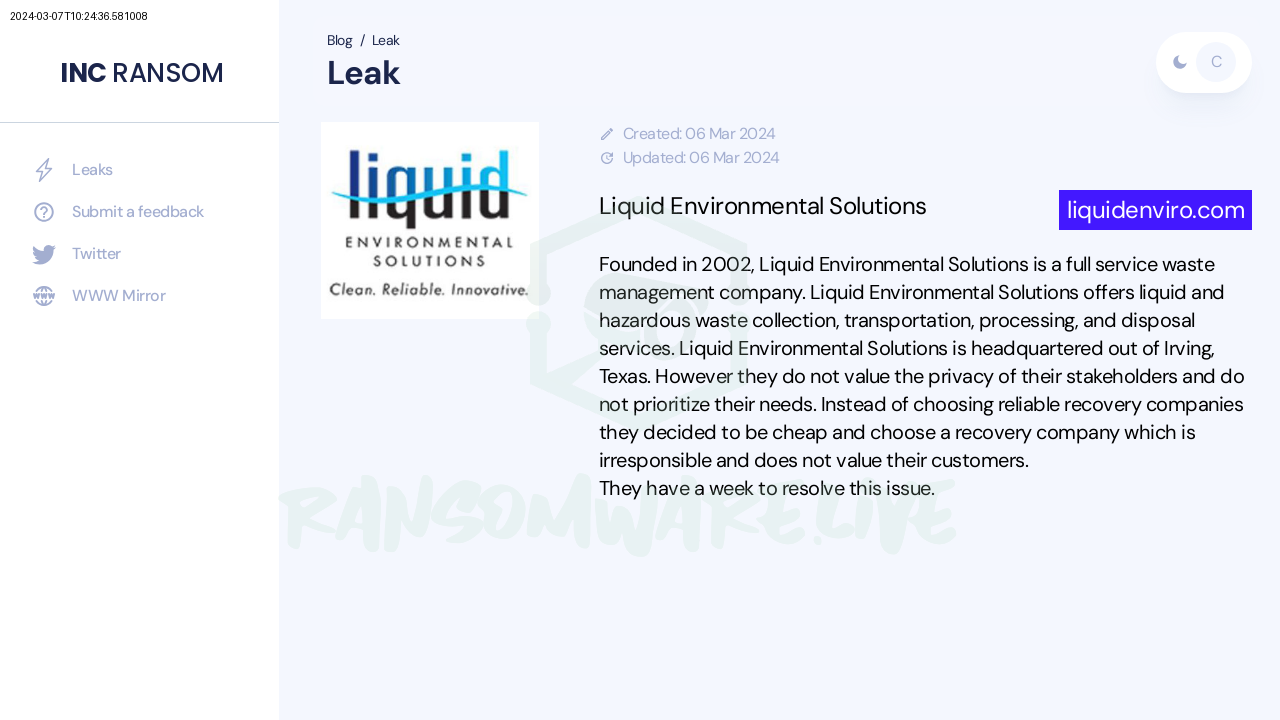 2024-03-07T10:24:36.581008
INC RANSOM
Leaks
Submit a feedback
Twitter
WWW Mirror
Blog / Leak
Leak
C
liquid
ENVIRONMENTAL
SOLUTIONS
Clean. Reliable. Innovative.
Created: 06 Mar 2024
Updated: 06 Mar 2024
Liquid Environmental Solutions
liquidenviro.com
Founded in 2002, Liquid Environmental Solutions is a full service waste
management company. Liquid Environmental Solutions offers liquid and
hazardous waste collection, transportation, processing, and disposal
services. Liquid Environmental Solutions is headquartered out of Irving,
Texas. However they do not value the privacy of their stakeholders and do
not prioritize their needs. Instead of choosing reliable recovery companies
they decided to be cheap and choose a recovery company which is
irresponsible and does not value their customers.
They have a week to resolve this issue.
RANSOMWARE.LIVE